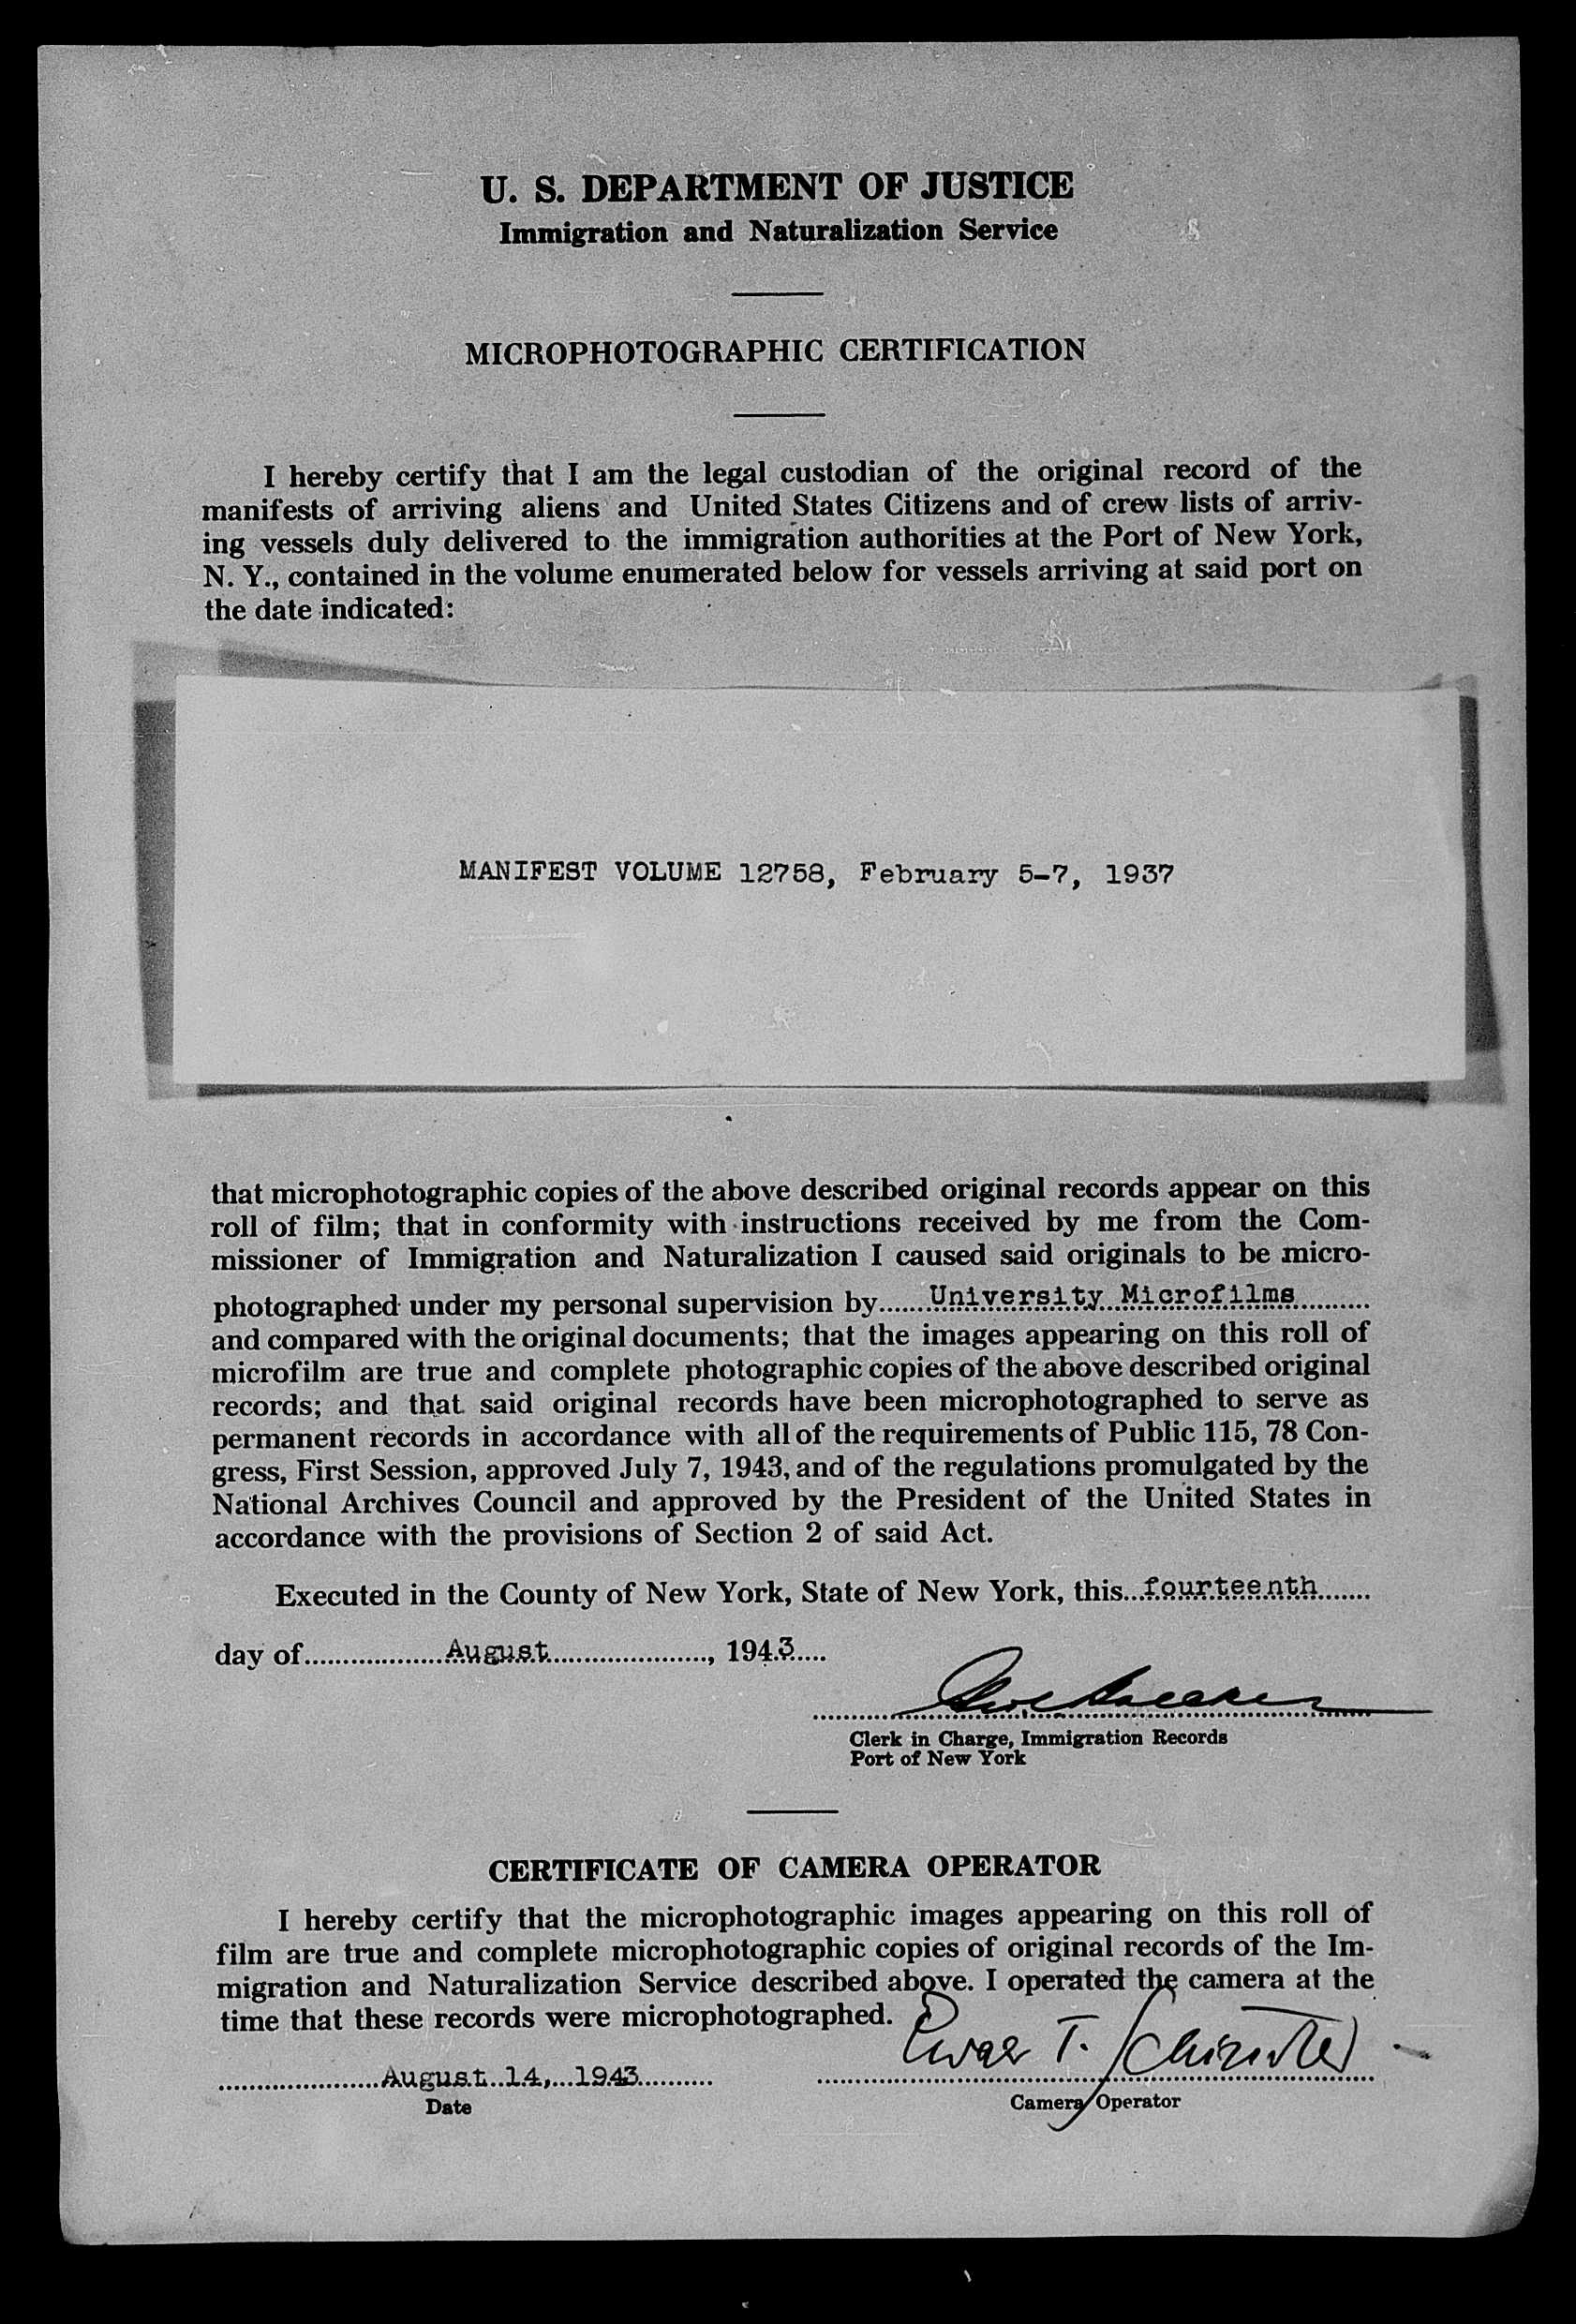 U. S. DEPARTMENT OF JUSTICE
Immigration and Naturalization Service
MICROPHOTOGRAPHIC CERTIFICATION
I hereby certify that I am the legal custodian of the original record of the
manifests of arriving aliens and United States Citizens and of crew lists of arriv-
ing vessels duly delivered to the immigration authorities at the Port of New York,
N. Y., contained in the volume enumerated below for vessels arriving at said port on
the date indicated:
MANIFEST VOLUME 12758, February 5-7, 1937
that microphotographic copies of the above described original records appear on this
roll of film; that in conformity with instructions received by me from the Com-
missioner of Immigration and Naturalization I caused said originals to be micro-
photographed under my personal supervision by University Microfilms
and compared with the original documents; that the images appearing on this roll of
microfilm are true and complete photographic copies of the above described original
records; and that said original records have been microphotographed to serve as
permanent records in accordance with all of the requirements of Public 115, 78 Con-
gress, First Session, approved July 7, 1943, and of the regulations promulgated by the
National Archives Council and approved by the President of the United States in
accordance with the provisions of Section 2 of said Act.
Executed in the County of New York, State of New York, this fourteenth
day of August, 1943
Clerk in Charge, Immigration Records
Port of New York
CERTIFICATE OF CAMERA OPERATOR
I hereby certify that the microphotographic images appearing on this roll of
film are true and complete microphotographic copies of original records of the Im-
migration and Naturalization Service described above. I operated the camera at the
time that these records were microphotographed.
T.
August 14, 1943
Date
Camera Operator